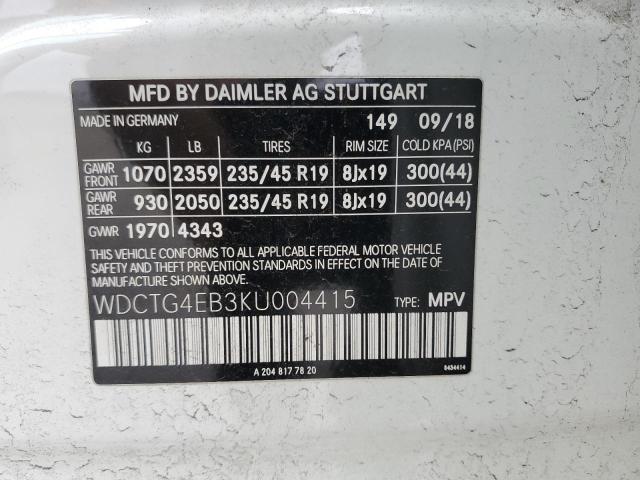 MFD BY DAIMLER AG STUTTGART
MADE IN GERMANY 149 09/18
KG LB TIRES RIM SIZE COLD KPA (PSI)
GAWR FRONT 1070 2359 235/45 R19 8Jx19 300(44)
GAWR REAR 930 2050 235/45 R19 8Jx19 300(44)
GVWR 1970 4343
THIS VEHICLE CONFORMS TO ALL APPLICABLE FEDERAL MOTOR VEHICLE
SAFETY AND THEFT PREVENTION STANDARDS IN EFFECT ON THE DATE OF
MANUFACTURE SHOWN ABOVE.
WDCTG4EB3KU004415 TYPE: MPV
A 204 817 78 20 8434414